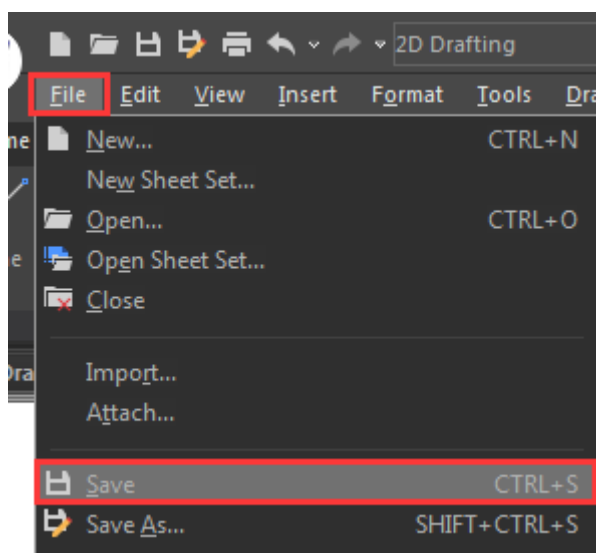 2D Drafting
File Edit View Insert Format Tools
New... CTRL+N
New Sheet Set...
Open... CTRL+O
Open Sheet Set...
Close
Import...
Attach...
Save CTRL+S
Save As... SHIFT+CTRL+S